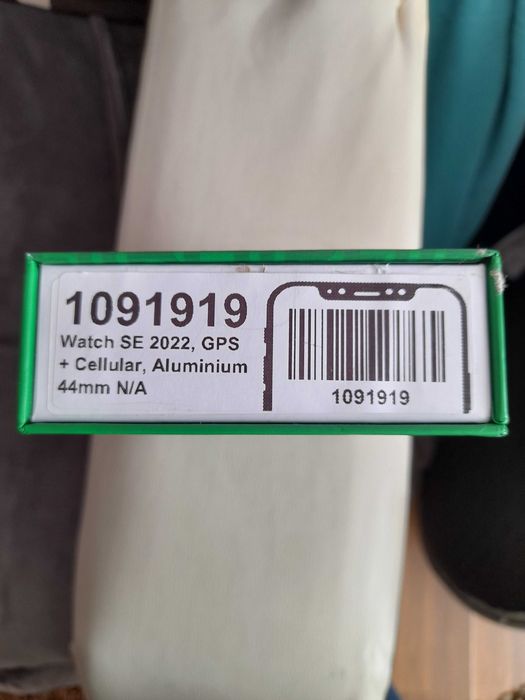 1091919
Watch SE 2022, GPS
+ Cellular, Aluminium
44mm N/A
1091919